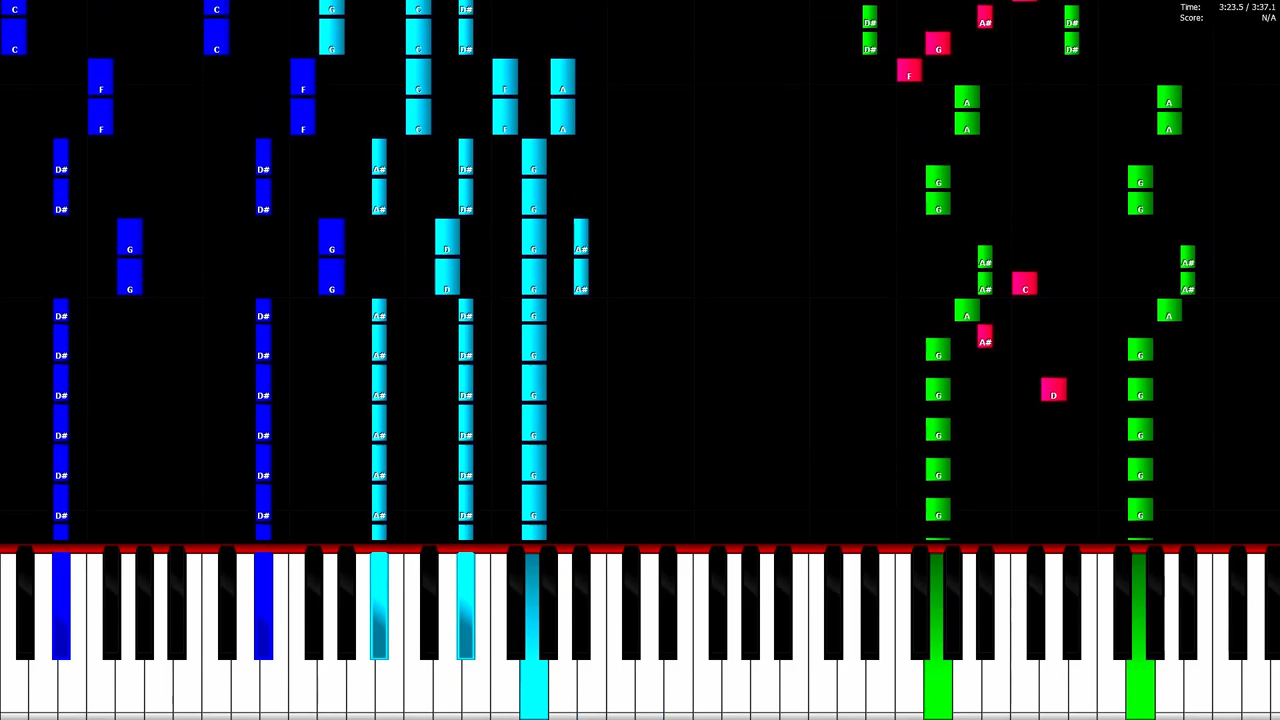 Time: 3:23.5 / 3:37.1
Score: N/A
C C G G D# D# A# D#
C C G G D# D# G D#
F F G F A F
F F G F A A A
A A
D# D# A# D# G G G
D# D# A# D# G G G
G G D G A# A# A#
G G D G A# A# C A#
D# D# A# D# G A A
A#
D# D# A# D# G G G
D# D# A# D# G G D G
D# D# A# D# G G G
D# D# A# D# G G G
D# D# A# D# G G G